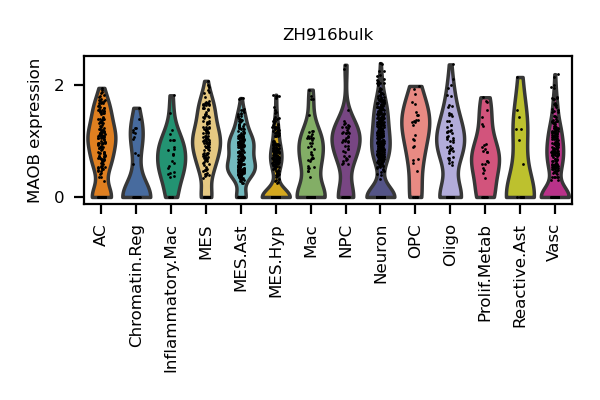 ZH916bulk
MAOB expression
2
0
AC
Chromatin.Reg
Inflammatory.Mac
MES
MES.Ast
MES.Hyp
Mac
NPC
Neuron
OPC
Oligo
Prolif.Metab
Reactive.Ast
Vasc